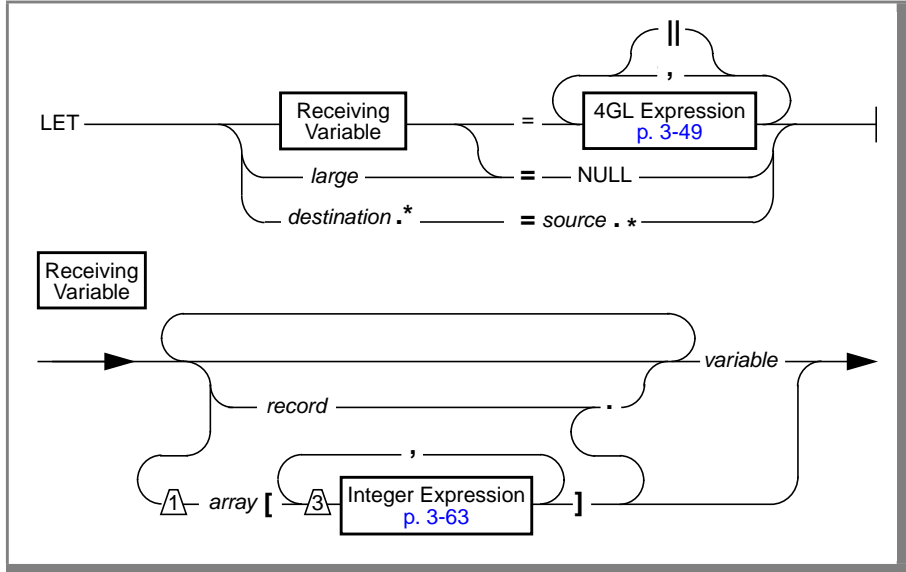 ||
,
LET
Receiving
Variable
=
4GL Expression
p. 3-49
large
= NULL
destination .* = source . *
Receiving
Variable
variable
record
.
,
1 array [
3
Integer Expression
p. 3-63
]